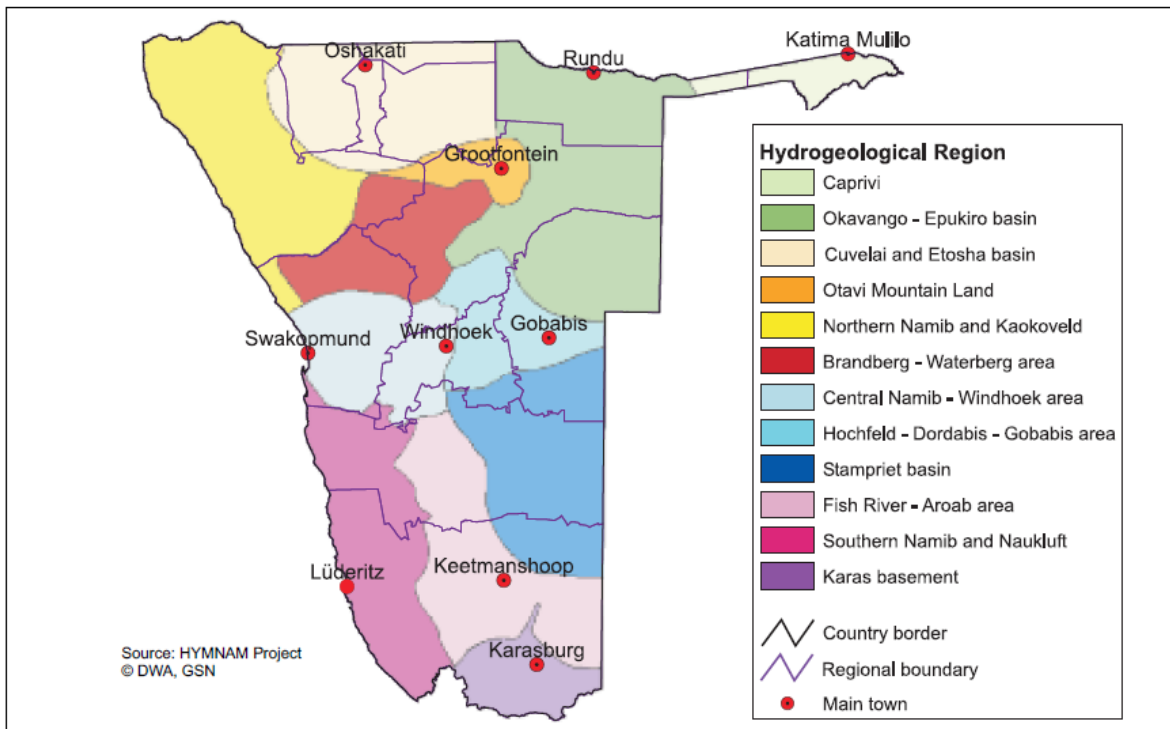 Katima Mulilo
Oshakati
Rundu
Grootfontein
Swakopmund
Windhoek
Gobabis
Lüderitz
Keetmanshoop
Karasburg
Source: HYMNAM Project
© DWA, GSN
Hydrogeological Region
Caprivi
Okavango - Epukiro basin
Cuvelai and Etosha basin
Otavi Mountain Land
Northern Namib and Kaokoveld
Brandberg - Waterberg area
Central Namib - Windhoek area
Hochfeld - Dordabis - Gobabis area
Stampriet basin
Fish River - Aroab area
Southern Namib and Naukluft
Karas basement
Country border
Regional boundary
Main town